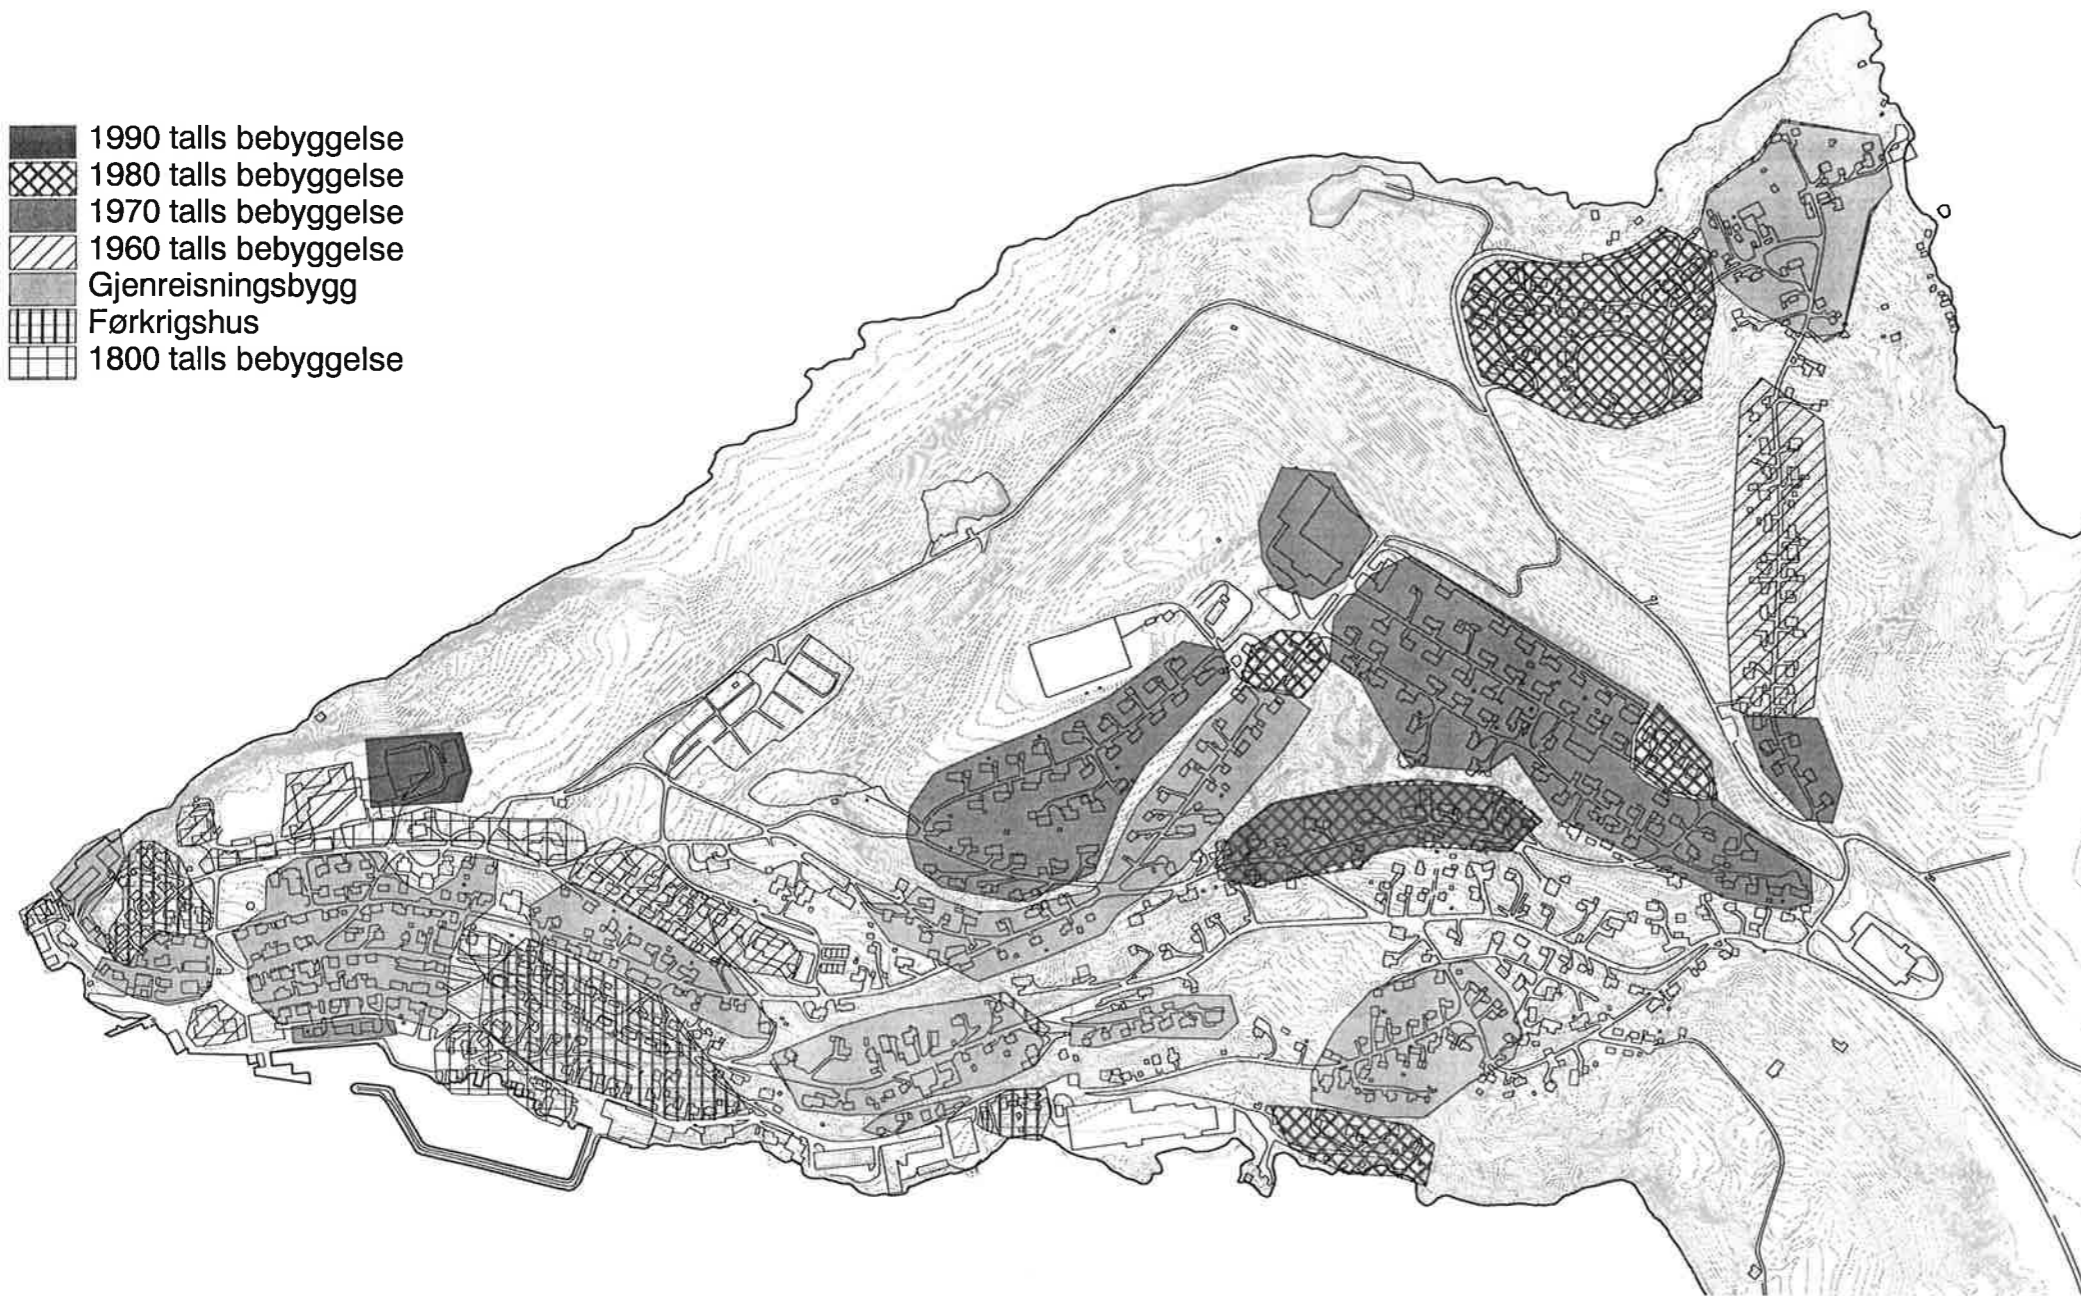 1990 talls bebyggelse
1980 talls bebyggelse
1970 talls bebyggelse
1960 talls bebyggelse
Gjenreisningsbygg
Førkrigshus
1800 talls bebyggelse